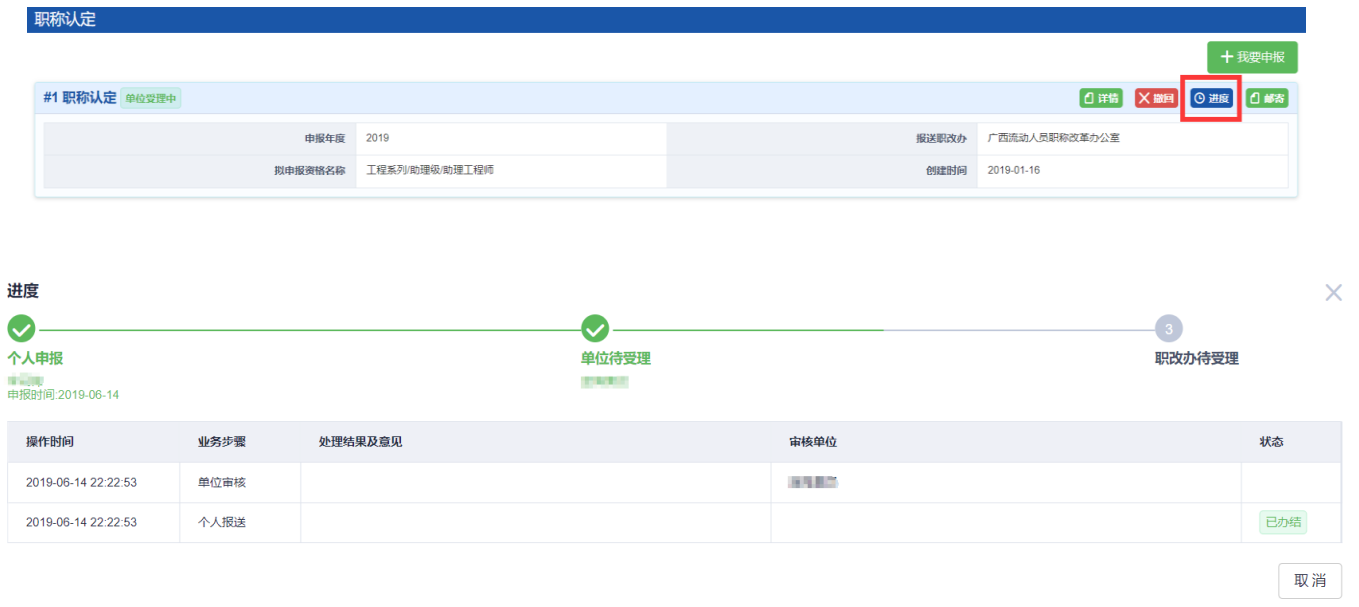 职称认定
我要申报
#1 职称认定 单位受理中 详情 撤回 进度 邮寄
申报年度 2019 报送职改办 广西流动人员职称改革办公室
拟申报资格名称 工程系列/助理级/助理工程师 创建时间 2019-01-16
进度
3
个人申报 单位待受理 职改办待受理
申报时间:2019-06-14
操作时间 业务步骤 处理结果及意见 审核单位 状态
2019-06-14 22:22:53 单位审核
2019-06-14 22:22:53 个人报送 已办结
取消